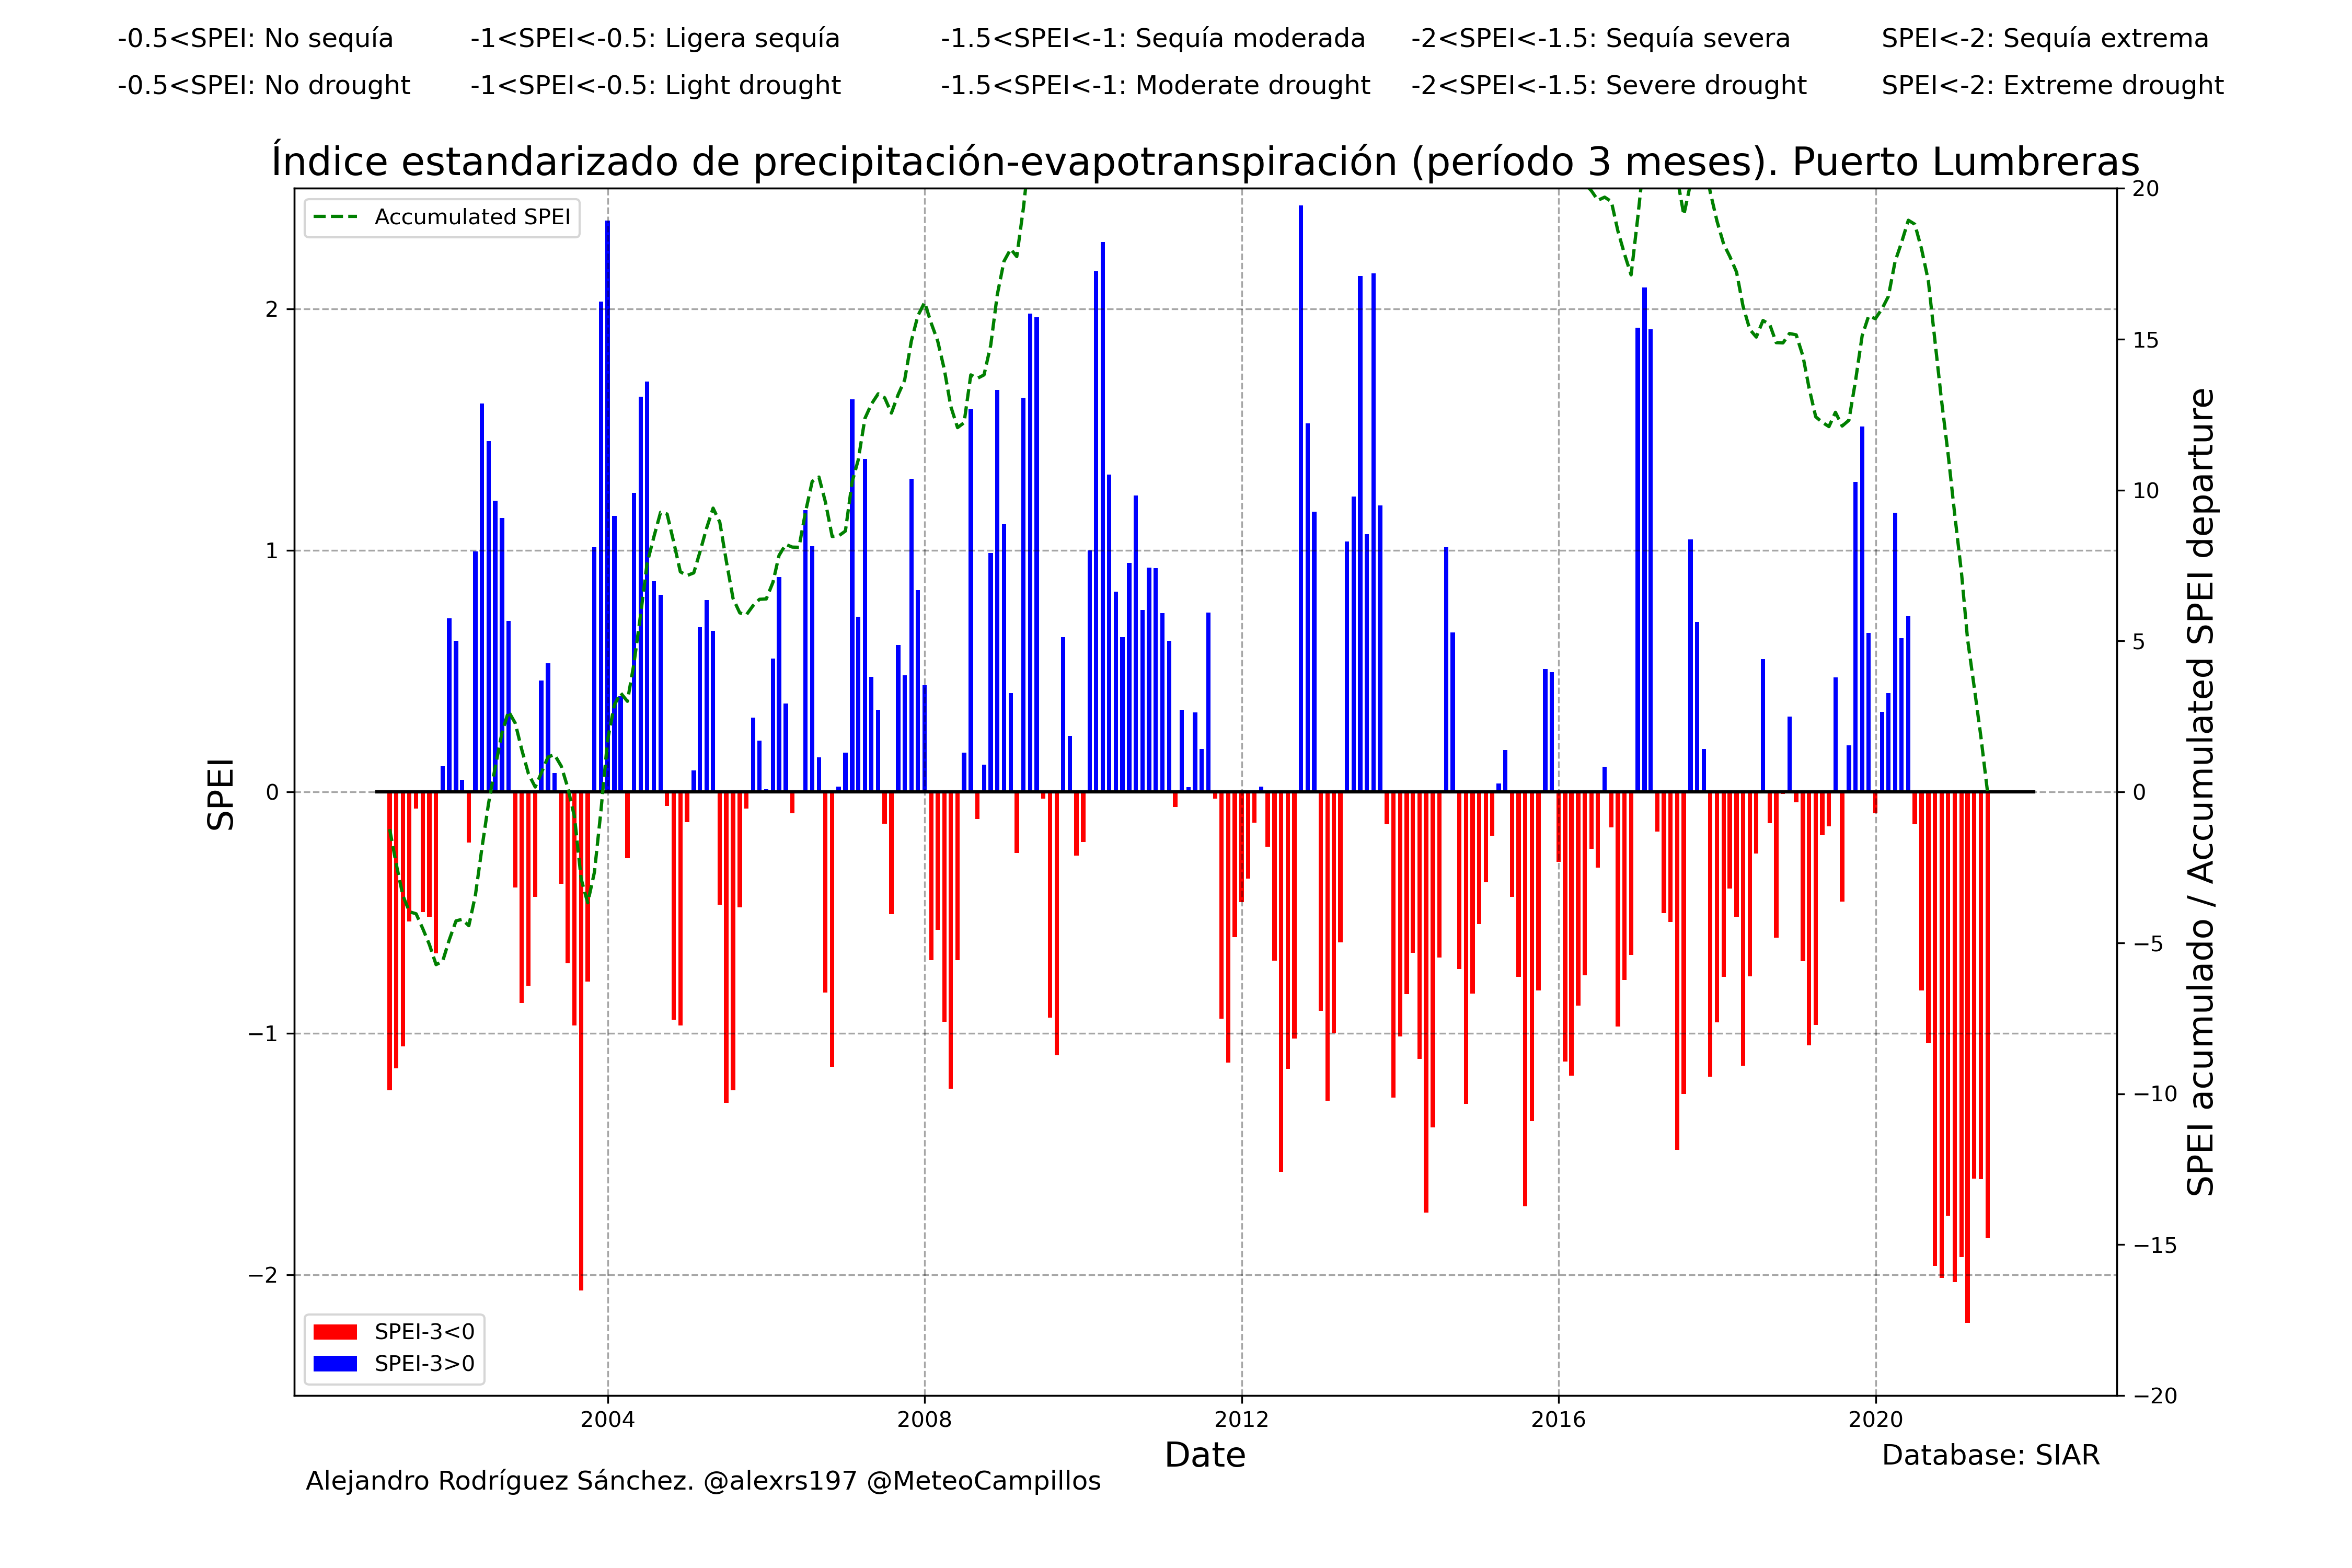 -0.5<SPEI: No sequía -1<SPEI<-0.5: Ligera sequía -1.5<SPEI<-1: Sequía moderada -2<SPEI<-1.5: Sequía severa SPEI<-2: Sequía extrema
-0.5<SPEI: No drought -1<SPEI<-0.5: Light drought -1.5<SPEI<-1: Moderate drought -2<SPEI<-1.5: Severe drought SPEI<-2: Extreme drought
Índice estandarizado de precipitación-evapotranspiración (período 3 meses). Puerto Lumbreras
Accumulated SPEI
SPEI
2
1
0
−1
−2
20
15
10
5
0
−5
−10
−15
−20
SPEI acumulado / Accumulated SPEI departure
SPEI-3<0
SPEI-3>0
2004 2008 2012 2016 2020
Date
Database: SIAR
Alejandro Rodríguez Sánchez. @alexrs197 @MeteoCampillos